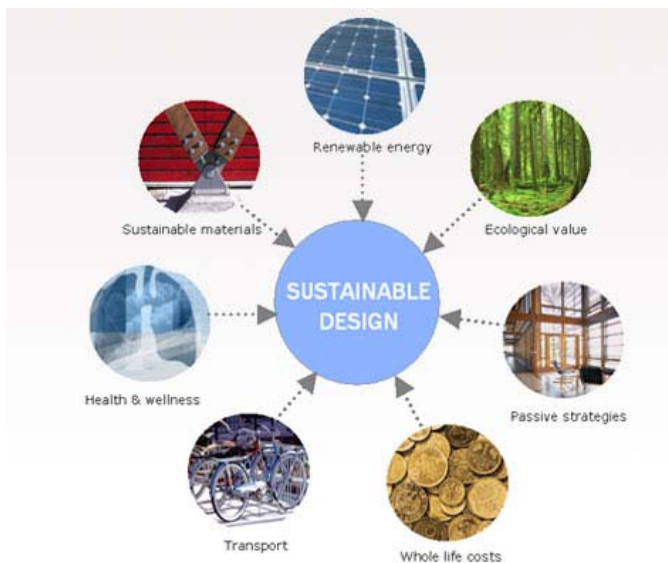 Renewable energy
Sustainable materials
Ecological value
SUSTAINABLE
DESIGN
Health & wellness
Passive strategies
Transport
Whole life costs